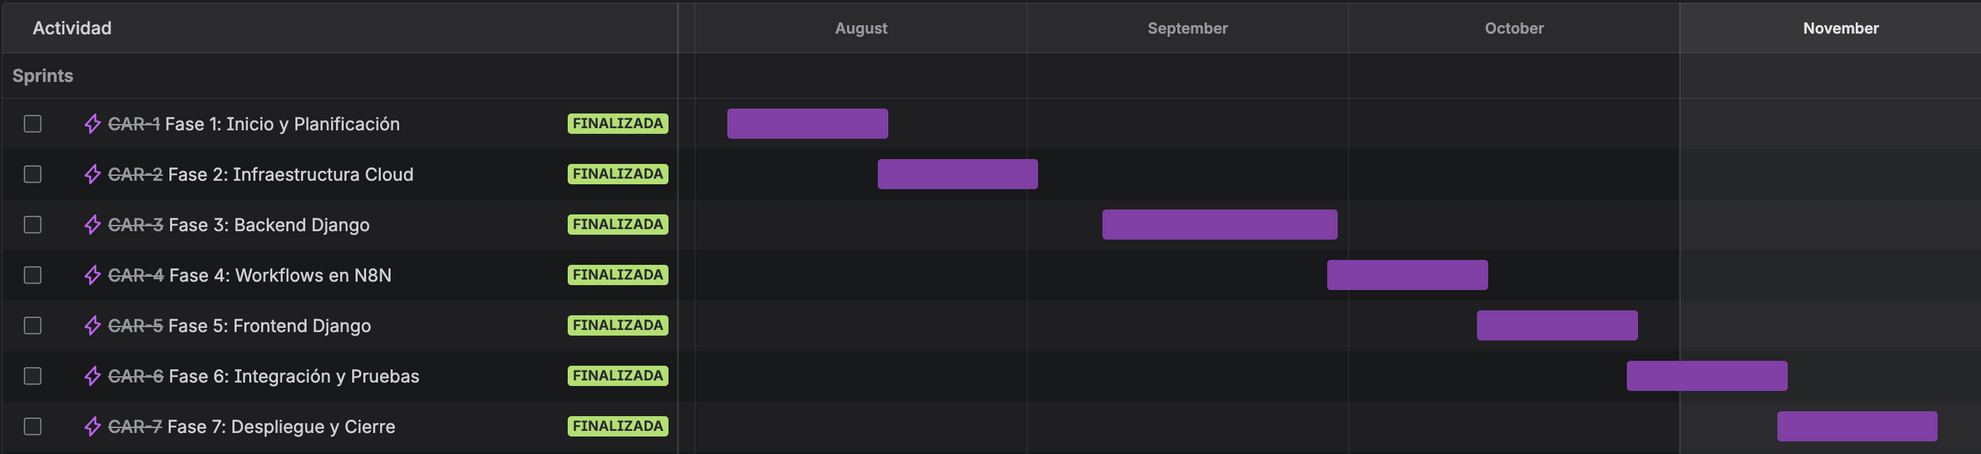 Actividad August September October November
Sprints
CAR-1 Fase 1: Inicio y Planificación FINALIZADA
CAR-2 Fase 2: Infraestructura Cloud FINALIZADA
CAR-3 Fase 3: Backend Django FINALIZADA
CAR-4 Fase 4: Workflows en N8N FINALIZADA
CAR-5 Fase 5: Frontend Django FINALIZADA
CAR-6 Fase 6: Integración y Pruebas FINALIZADA
CAR-7 Fase 7: Despliegue y Cierre FINALIZADA